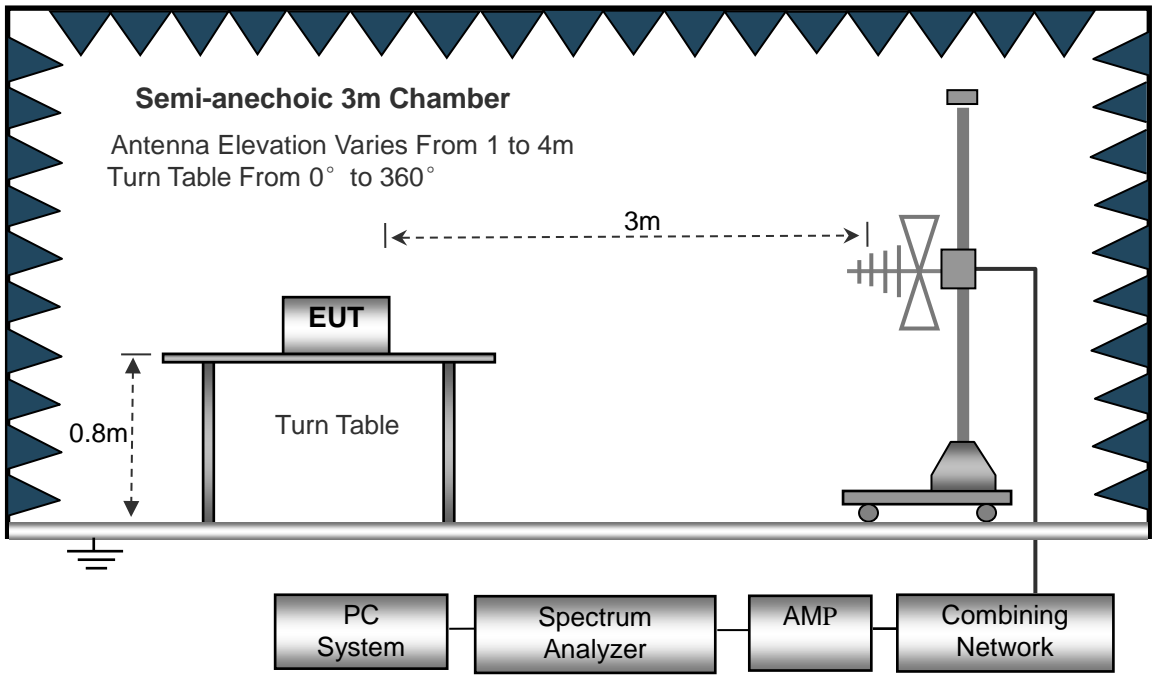 Semi-anechoic 3m Chamber
Antenna Elevation Varies From 1 to 4m
Turn Table From 0° to 360°
3m
EUT
0.8m
Turn Table
PC
System
Spectrum
Analyzer
AMP
Combining
Network